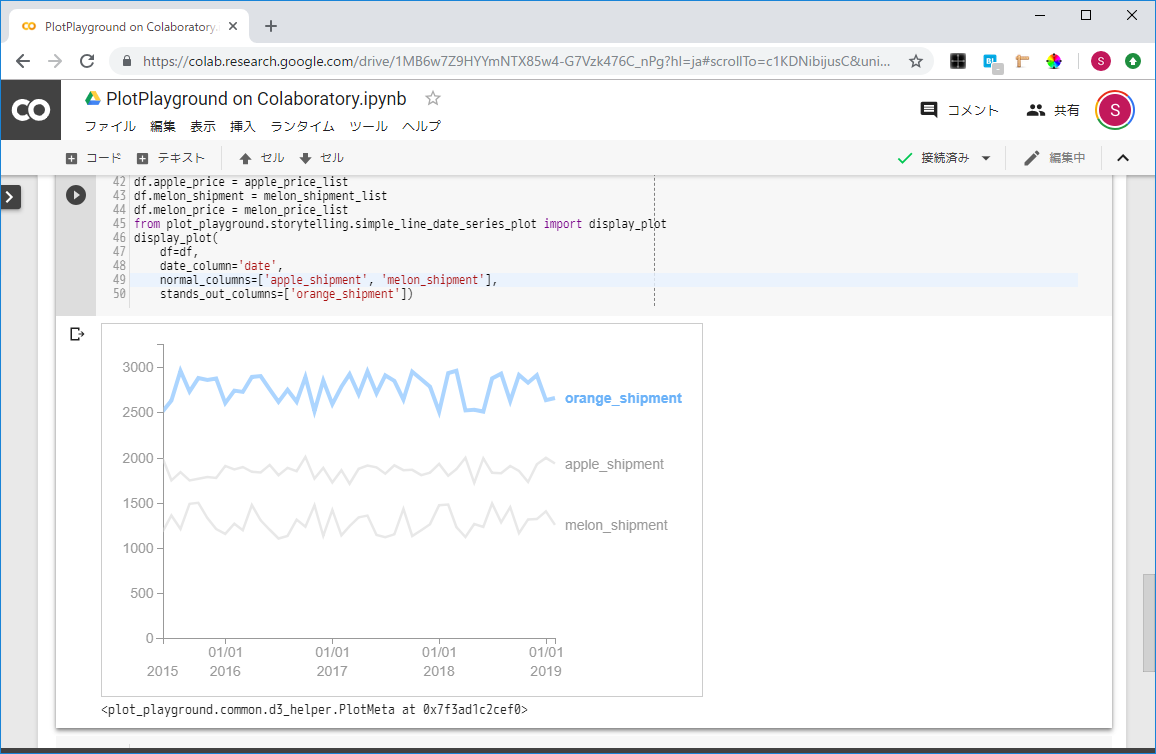 PlotPlayground on Colaboratory.
https://colab.research.google.com/drive/1MB6w7Z9HYYmNTX85w4-G7Vzk476C_nPg?hl=ja#scrollTo=c1KDNibijusC&uni...
S
CO
PlotPlayground on Colaboratory.ipynb
ファイル 編集 表示 挿入 ランタイム ツール ヘルプ
コメント 共有 S
コード テキスト セル セル 接続済み 編集中
42 df.apple_price = apple_price_list
43 df.melon_shipment = melon_shipment_list
44 df.melon_price = melon_price_list
45 from plot_playground.storytelling.simple_line_date_series_plot import display_plot
46 display_plot(
47     df=df,
48     date_column='date',
49     normal_columns=['apple_shipment', 'melon_shipment'],
50     stands_out_columns=['orange_shipment'])
3000
2500
2000
1500
1000
500
0
orange_shipment
apple_shipment
melon_shipment
01/01 01/01 01/01 01/01
2015 2016 2017 2018 2019
<plot_playground.common.d3_helper.PlotMeta at 0x7f3ad1c2cef0>